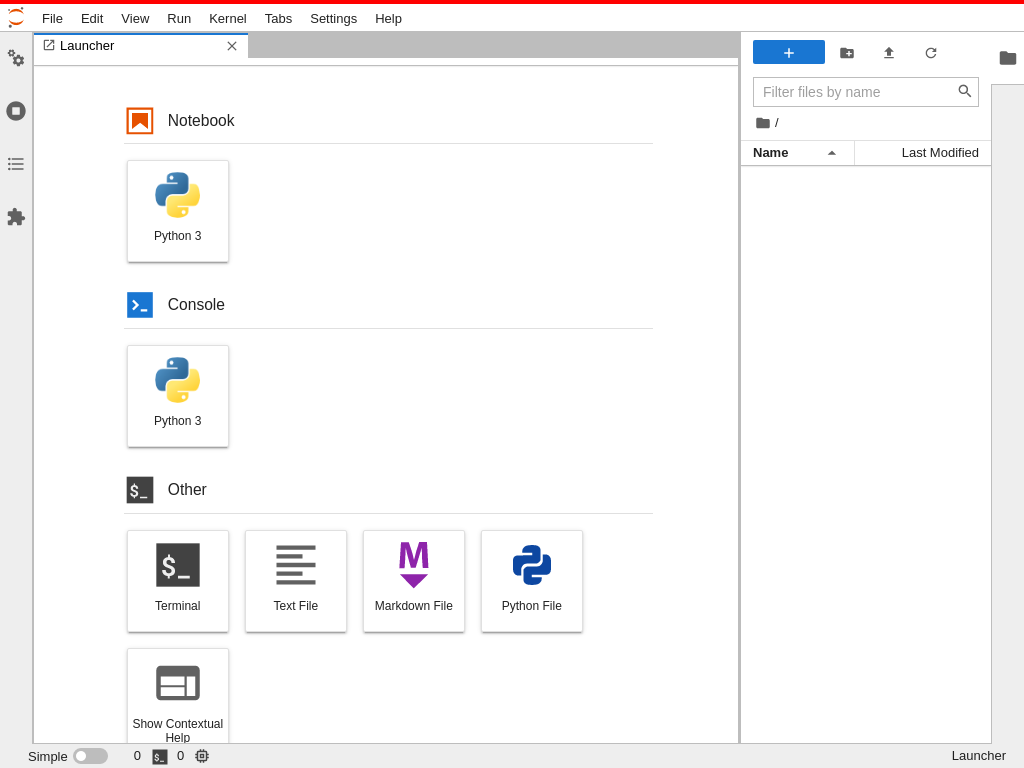 File Edit View Run Kernel Tabs Settings Help
Launcher
Filter files by name
/
Name Last Modified
Notebook
Python 3
Console
Python 3
$_ Other
$_ M
Terminal Text File Markdown File Python File
Show Contextual
Help
Simple 0 $_ 0 Launcher